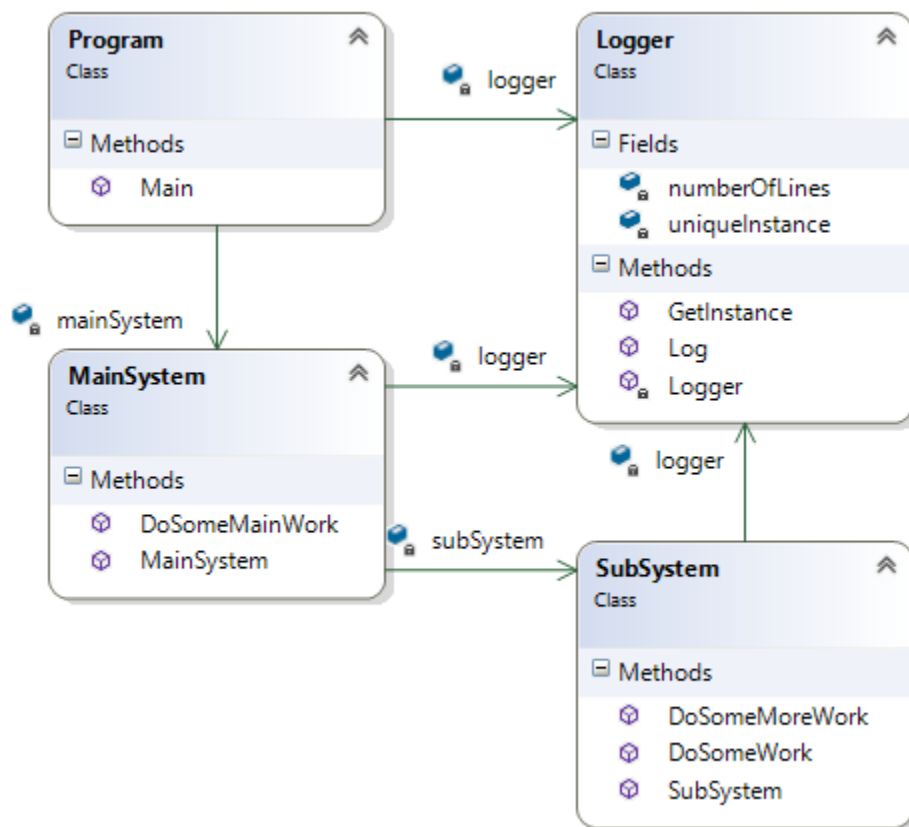 Program
Class
Methods
Main
logger
Logger
Class
Fields
numberOfLines
uniqueInstance
Methods
GetInstance
Log
Logger
mainSystem
MainSystem
Class
Methods
DoSomeMainWork
MainSystem
logger
subSystem
logger
SubSystem
Class
Methods
DoSomeMoreWork
DoSomeWork
SubSystem